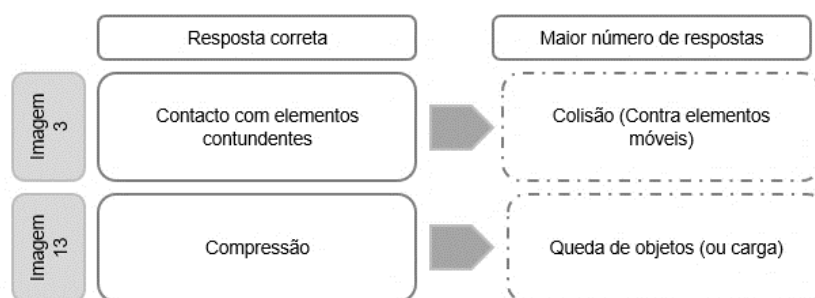 Resposta correta
Maior número de respostas
Imagem
3
Contacto com elementos
contundentes
Colisão (Contra elementos
móveis)
Imagem
13
Compressão
Queda de objetos (ou carga)